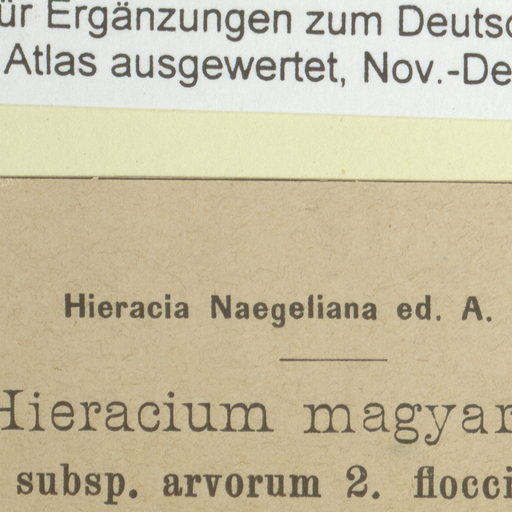 ür Ergänzungen zum Deutsc
Atlas ausgewertet, Nov.-De
Hieracia Naegeliana ed. A.
Hieracium magyar
subsp. arvorum 2. flocci